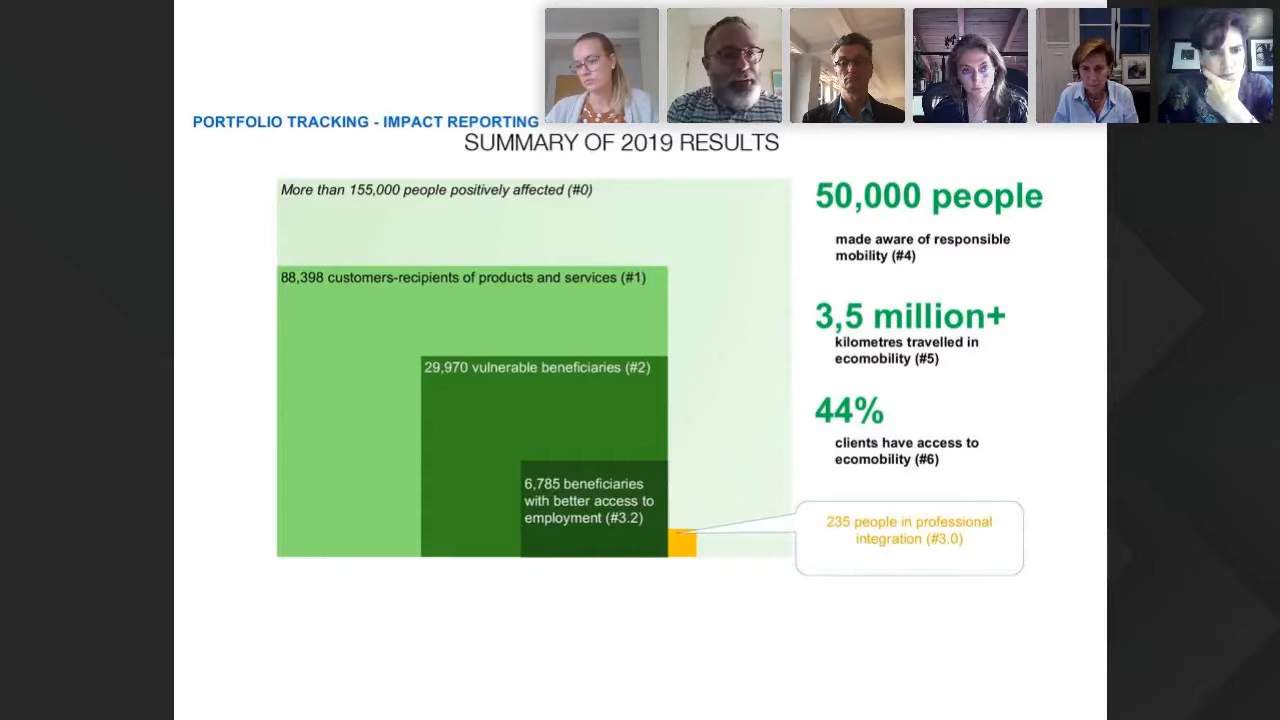 PORTFOLIO TRACKING - IMPACT REPORTING
SUMMARY OF 2019 RESULTS
More than 155,000 people positively affected (#0)
88,398 customers-recipients of products and services (#1)
29,970 vulnerable beneficiaries (#2)
6,785 beneficiaries
with better access to
employment (#3.2)
50,000 people
made aware of responsible
mobility (#4)
3,5 million+
kilometres travelled in
ecomobility (#5)
44%
clients have access to
ecomobility (#6)
235 people in professional
integration (#3.0)